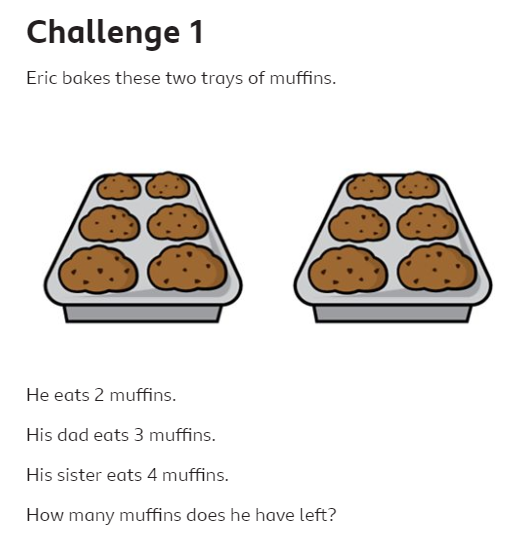 Challenge 1
Eric bakes these two trays of muffins.
He eats 2 muffins.
His dad eats 3 muffins.
His sister eats 4 muffins.
How many muffins does he have left?